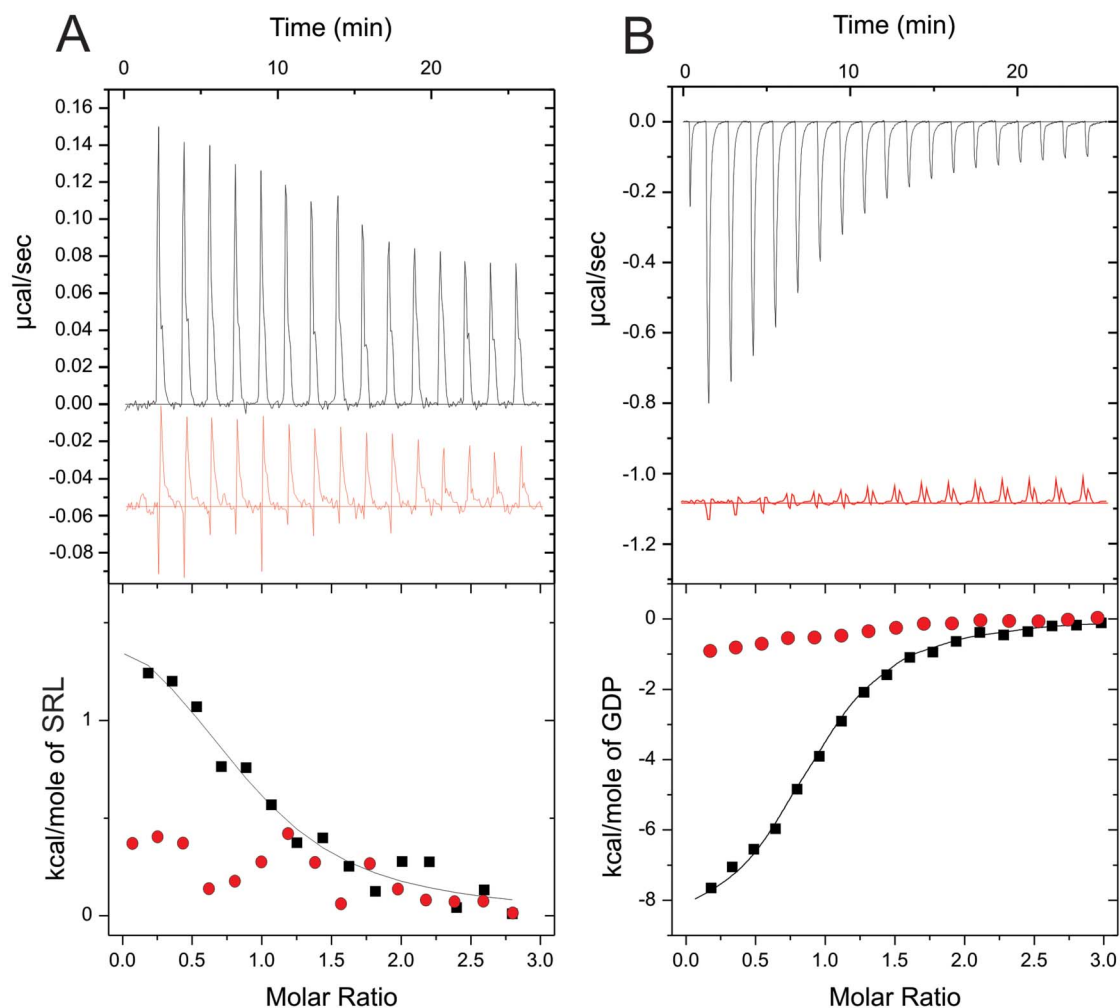 A
Time (min)
0 10 20
0.16
0.14
0.12
0.10
0.08
0.06
0.04
0.02
0.00
-0.02
-0.04
-0.06
-0.08
µcal/sec
1
0
kcal/mole of SRL
0.0 0.5 1.0 1.5 2.0 2.5 3.0
Molar Ratio
B
Time (min)
0 10 20
0.0
-0.2
-0.4
-0.6
-0.8
-1.0
-1.2
µcal/sec
0
-2
-4
-6
-8
kcal/mole of GDP
0.0 0.5 1.0 1.5 2.0 2.5 3.0
Molar Ratio